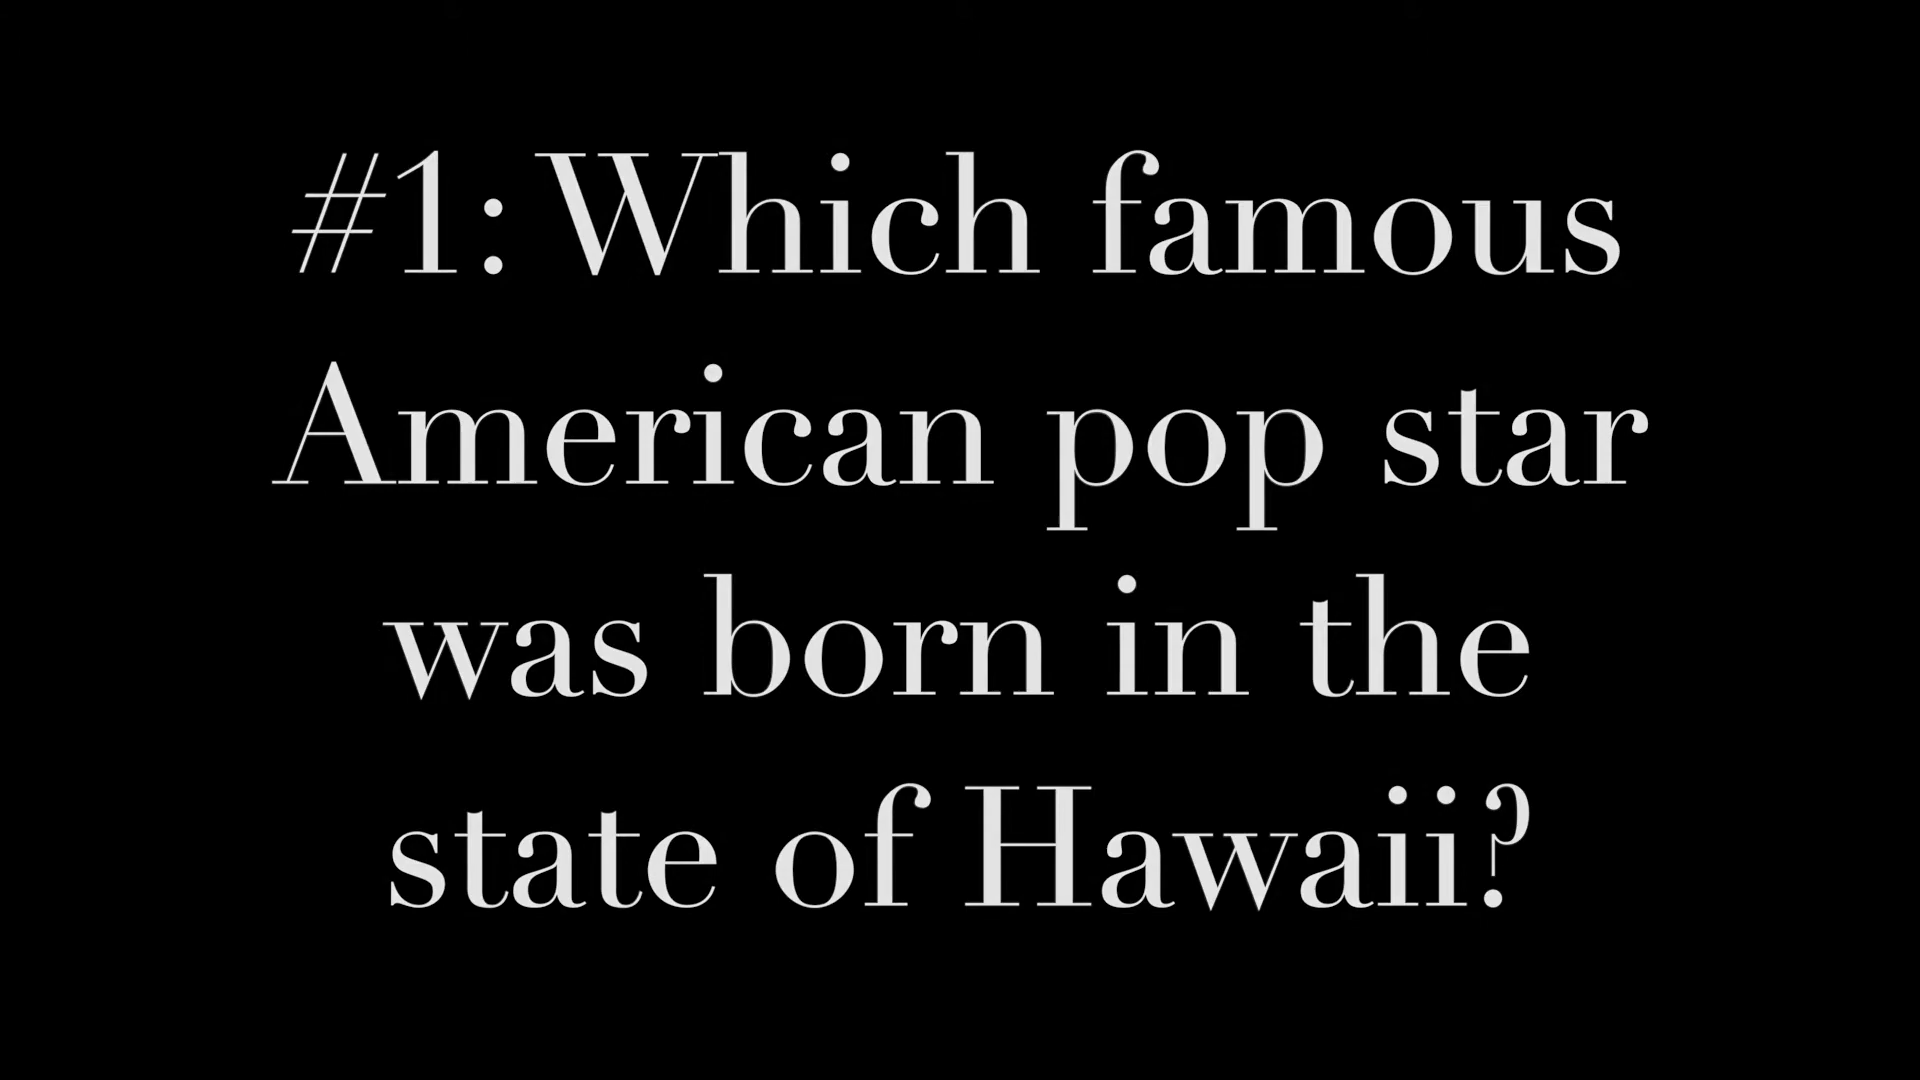 #1: Which famous
American pop star
was born in the
state of Hawaii?